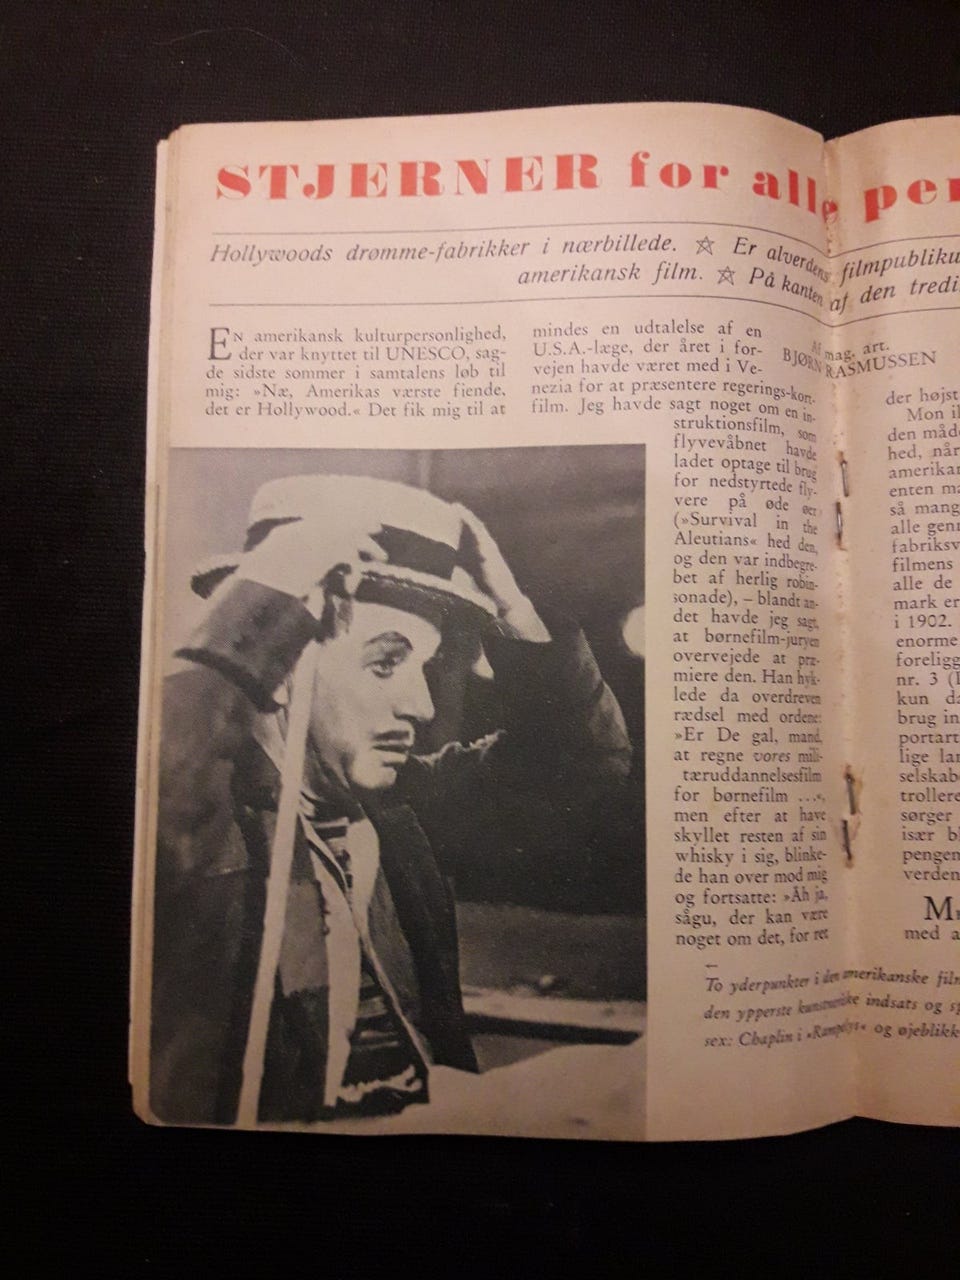 STJERNER for alle pen
Hollywoods drømme-fabrikker i nærbillede. ☆ Er alverdens filmpubliku
amerikansk film. ☆ På kanten af den tredi
Af mag. art.
BJØRN RASMUSSEN
EN amerikansk kulturpersonlighed,
der var knyttet til UNESCO, sag-
de sidste sommer i samtalens løb til
mig: »Næ, Amerikas værste fiende,
det er Hollywood.« Det fik mig til at
mindes en udtalelse af en
U.S.A.-læge, der året i for-
vejen havde været med i Ve-
nezia for at præsentere regerings-kort-
film. Jeg havde sagt noget om en in-
struktionsfilm, som
flyvevåbnet havde
ladet optage til brug
for nedstyrtede fly-
vere på øde øer
(»Survival in the
Aleutians« hed den,
og den var indbegre-
bet af herlig robin-
sonade), – blandt an-
det havde jeg sagt,
at børnefilm-juryen
overvejede at præ-
miere den. Han hyk-
lede da overdreven
rædsel med ordene:
»Er De gal, mand,
at regne vores mili-
tæruddannelsesfilm
for børnefilm ...«,
men efter at have
skyllet resten af sin
whisky i sig, blinke-
de han over mod mig
og fortsatte: »Åh ja,
sågu, der kan være
noget om det, for ret
der højst
Mon il
den måde
hed, når
amerikan
enten ma
så mang
alle genn
fabriksv
filmens
alle de
mark er
i 1902.
enorme
foreligg
nr. 3 (I
kun da
brug in
portart
lige lan
selskab
trollere
sørger
især bl
pengen
verden
M
med a
To yderpunkter i den amerikanske film
den ypperste kunstneriske indsats og sp
sex: Chaplin i »Rampelys« og øjeblikk